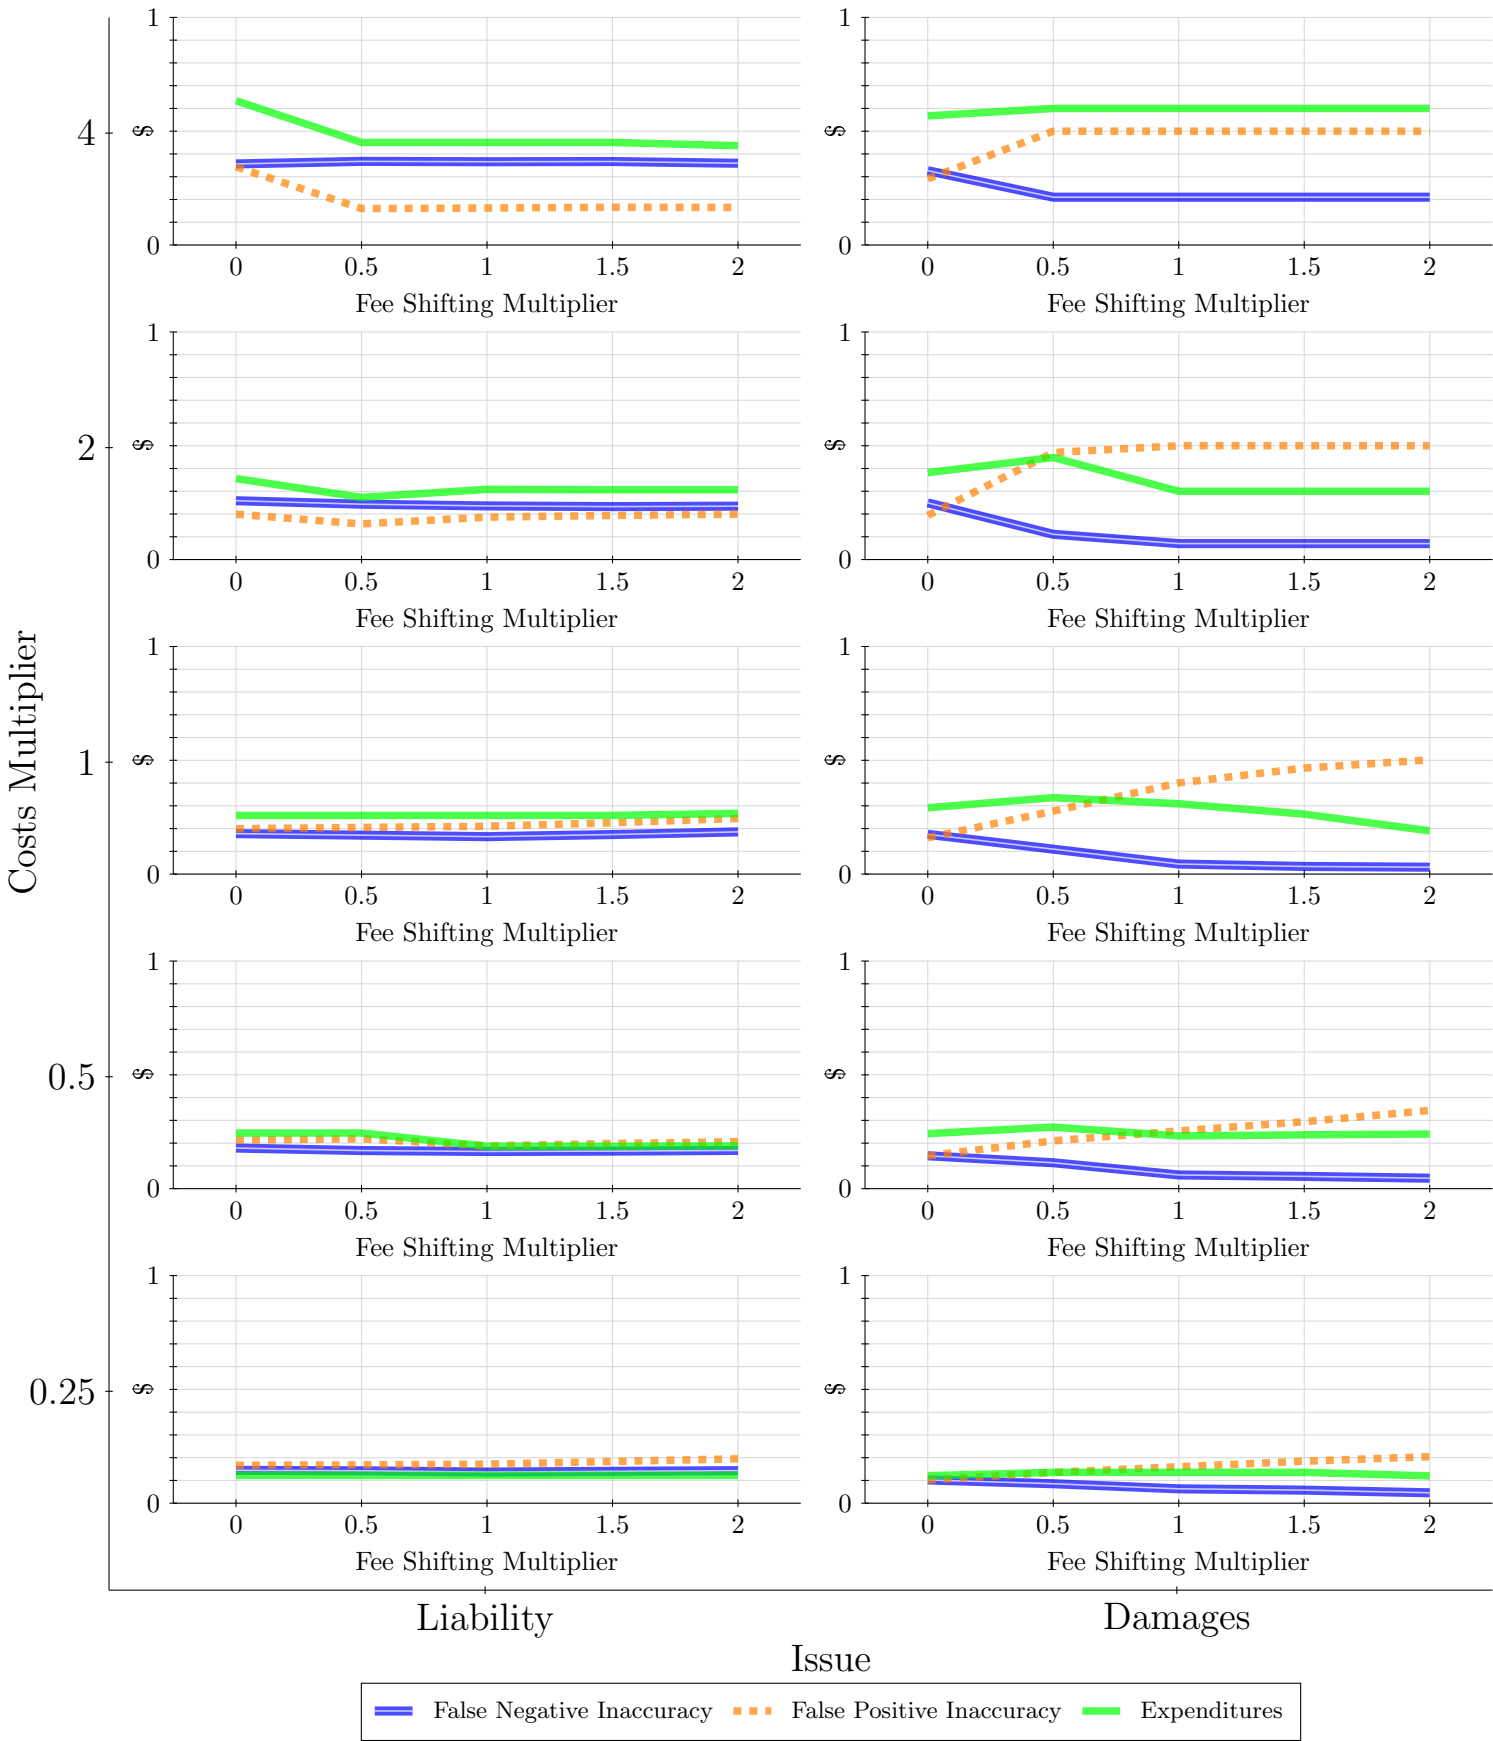 Costs Multiplier
4
1
$
0
0 0.5 1 1.5 2
Fee Shifting Multiplier
1
$
0
0 0.5 1 1.5 2
Fee Shifting Multiplier
2
1
$
0
0 0.5 1 1.5 2
Fee Shifting Multiplier
1
$
0
0 0.5 1 1.5 2
Fee Shifting Multiplier
1
1
$
0
0 0.5 1 1.5 2
Fee Shifting Multiplier
1
$
0
0 0.5 1 1.5 2
Fee Shifting Multiplier
0.5
1
$
0
0 0.5 1 1.5 2
Fee Shifting Multiplier
1
$
0
0 0.5 1 1.5 2
Fee Shifting Multiplier
0.25
1
$
0
0 0.5 1 1.5 2
Fee Shifting Multiplier
1
$
0
0 0.5 1 1.5 2
Fee Shifting Multiplier
Liability Damages
Issue
False Negative Inaccuracy False Positive Inaccuracy Expenditures